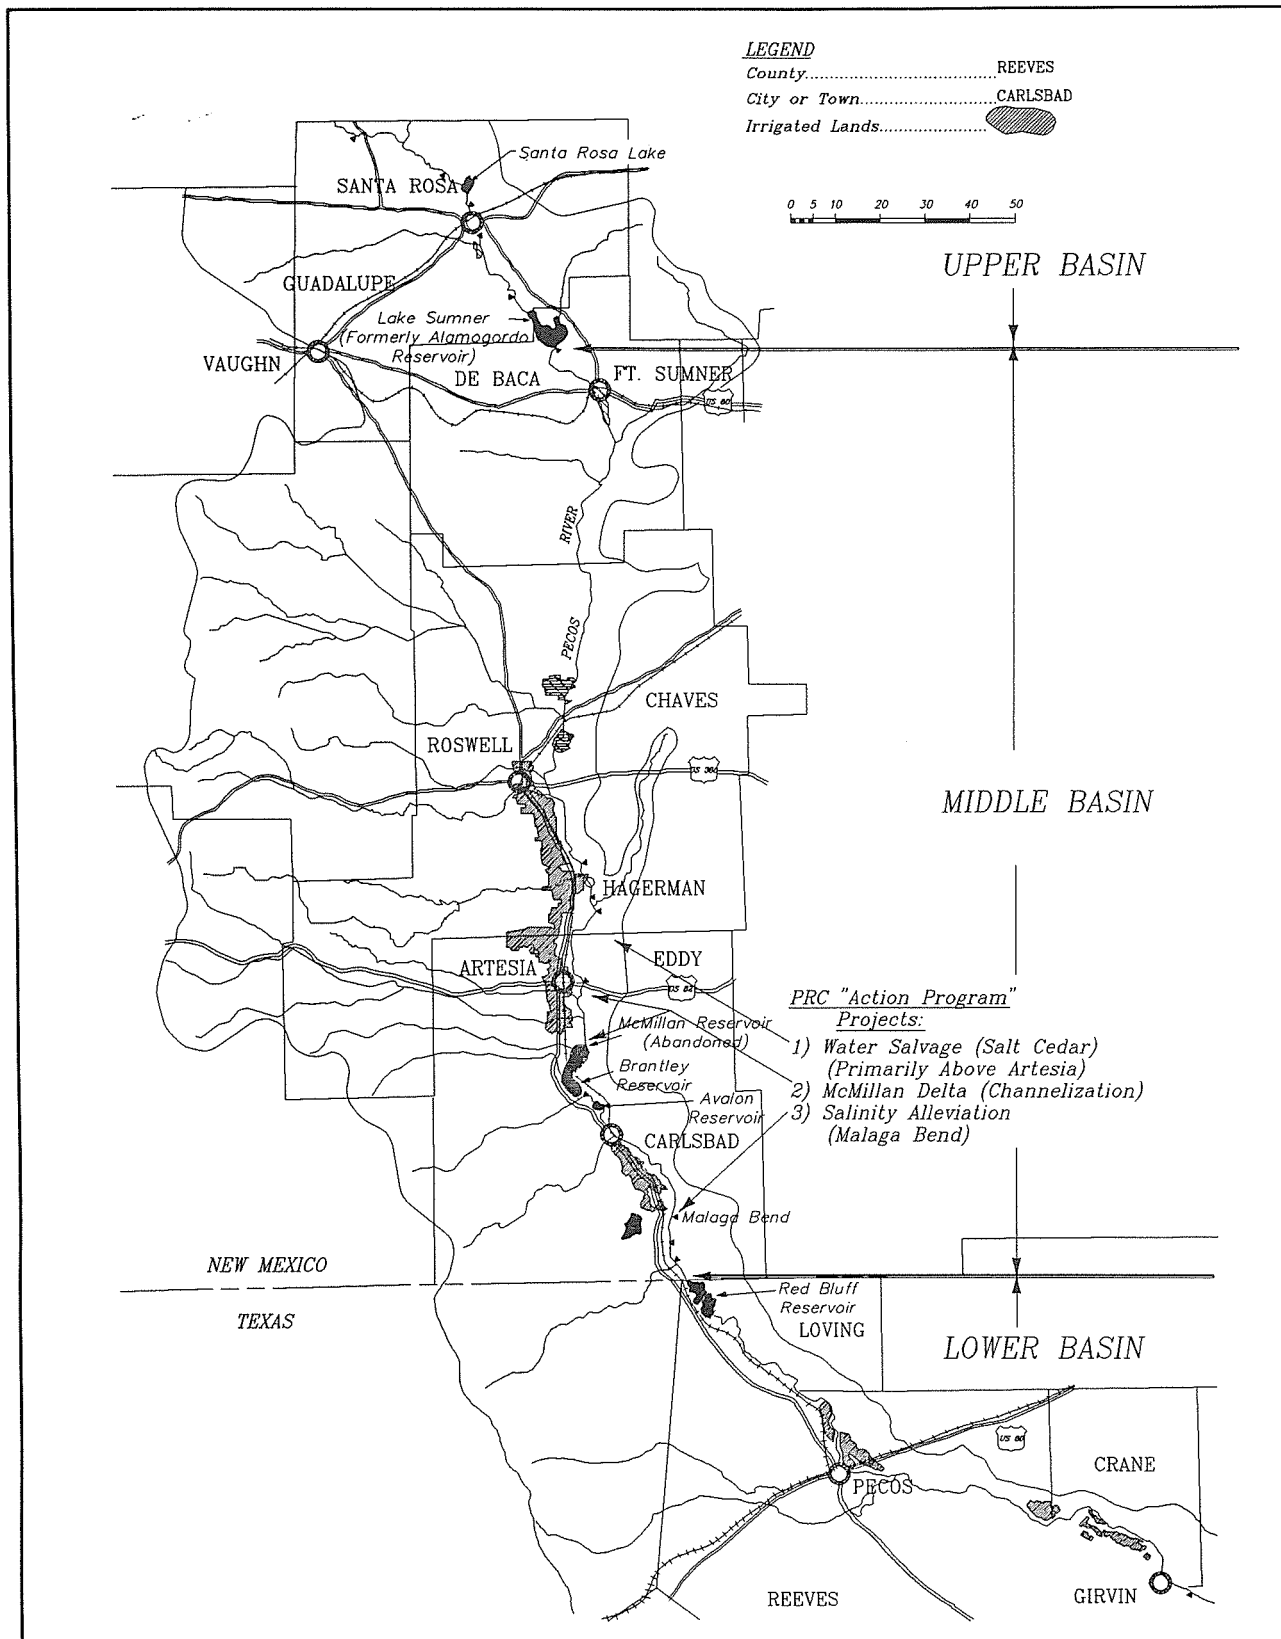 LEGEND
County........................................REEVES
City or Town............................CARLSBAD
Irrigated Lands......................
0 5 10 20 30 40 50
Santa Rosa Lake
SANTA ROSA
UPPER BASIN
GUADALUPE
Lake Sumner
(Formerly Alamogordo
Reservoir)
VAUGHN
DE BACA
FT. SUMNER
US 60
PECOS RIVER
CHAVES
ROSWELL
US 380
MIDDLE BASIN
HAGERMAN
EDDY
ARTESIA
US 82
PRC "Action Program"
Projects:
1) Water Salvage (Salt Cedar)
(Primarily Above Artesia)
2) McMillan Delta (Channelization)
3) Salinity Alleviation
(Malaga Bend)
McMillan Reservoir
(Abandoned)
Brantley
Reservoir
Avalon
Reservoir
CARLSBAD
Malaga Bend
NEW MEXICO
TEXAS
Red Bluff
Reservoir
LOVING
LOWER BASIN
US 80
CRANE
PECOS
REEVES
GIRVIN